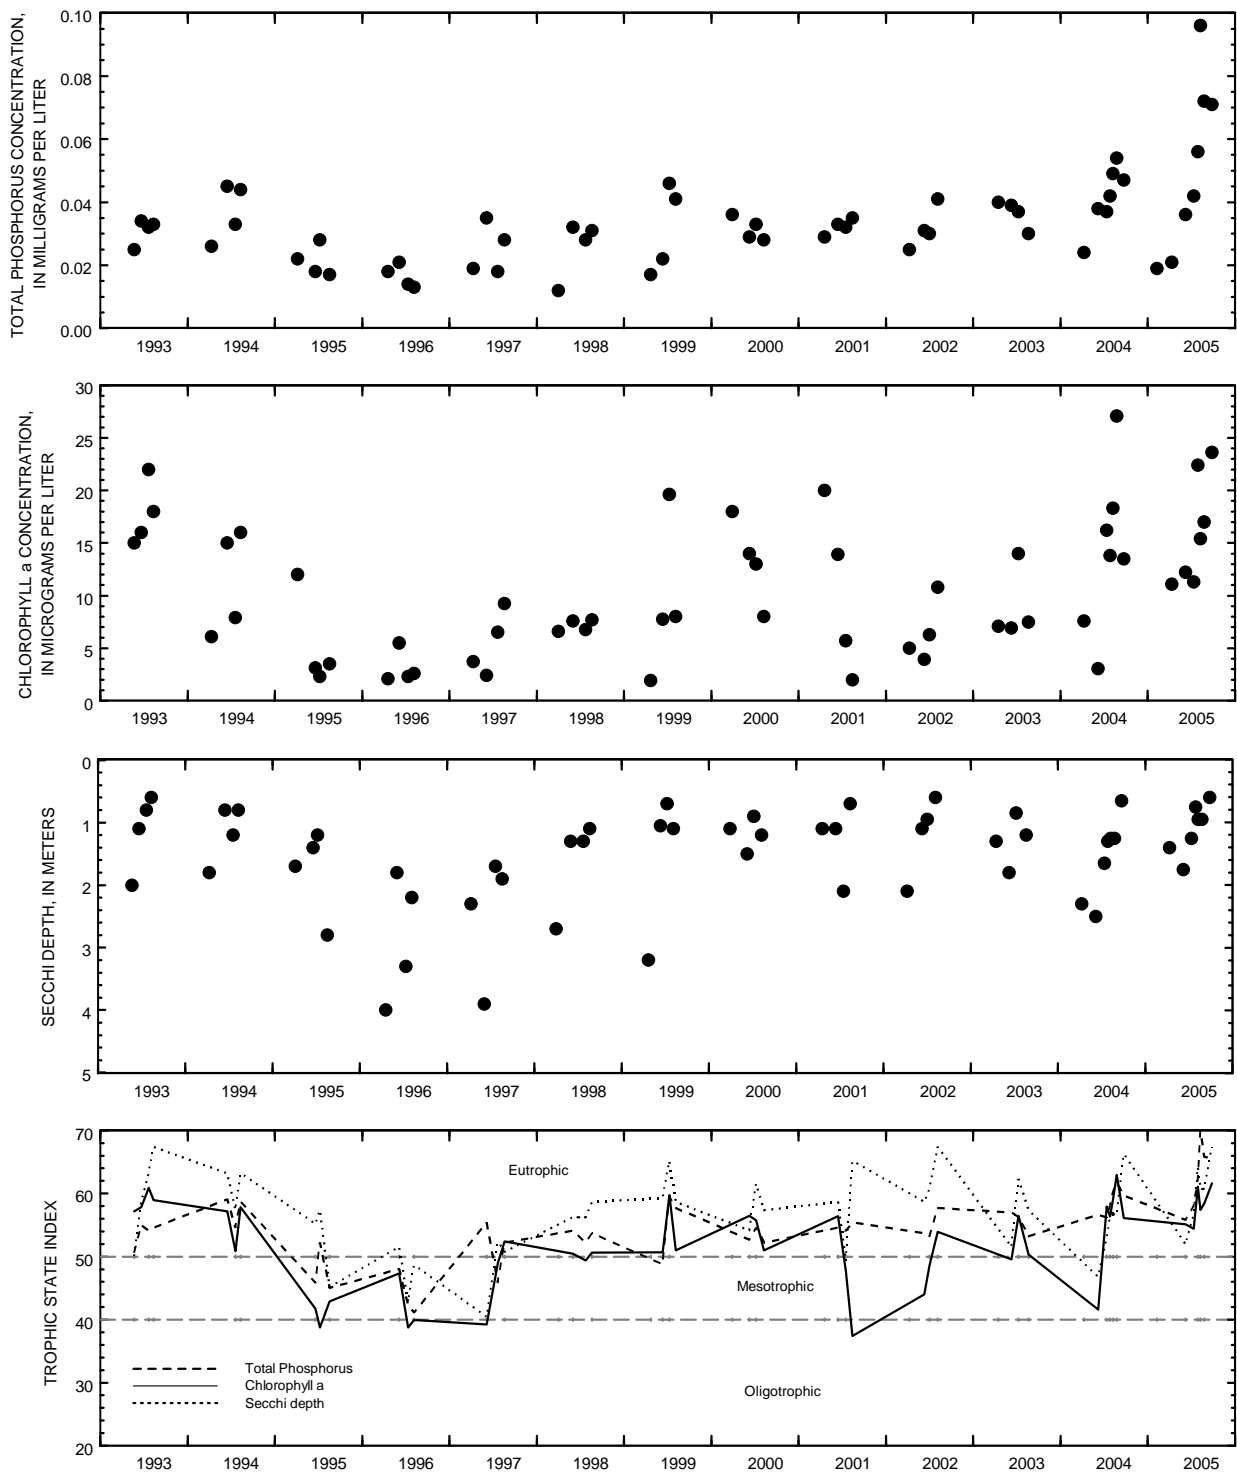 TOTAL PHOSPHORUS CONCENTRATION,
IN MILLIGRAMS PER LITER
0.10
0.08
0.06
0.04
0.02
0.00
1993 1994 1995 1996 1997 1998 1999 2000 2001 2002 2003 2004 2005
CHLOROPHYLL a CONCENTRATION,
IN MICROGRAMS PER LITER
30
25
20
15
10
5
0
1993 1994 1995 1996 1997 1998 1999 2000 2001 2002 2003 2004 2005
SECCHI DEPTH, IN METERS
0
1
2
3
4
5
1993 1994 1995 1996 1997 1998 1999 2000 2001 2002 2003 2004 2005
TROPHIC STATE INDEX
70
60
50
40
30
20
Eutrophic
Mesotrophic
Oligotrophic
Total Phosphorus
Chlorophyll a
Secchi depth
1993 1994 1995 1996 1997 1998 1999 2000 2001 2002 2003 2004 2005